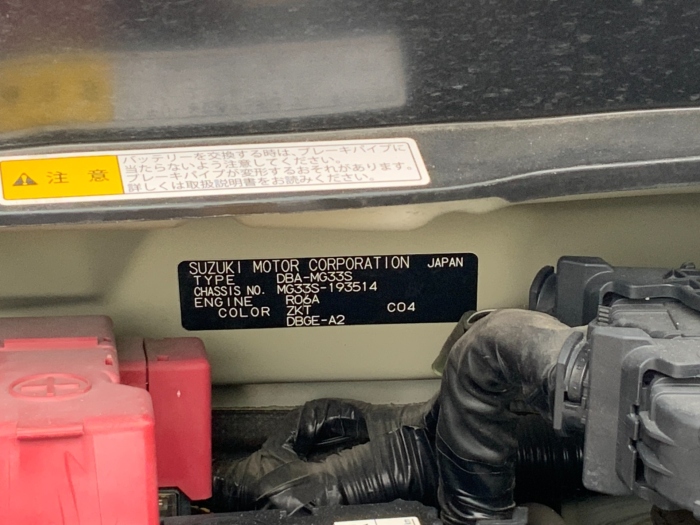 注 意
バッテリーを交換する時は、ブレーキパイプに
当たらないよう注意してください。
ブレーキパイプが変形するおそれがあります。
詳しくは取扱説明書をお読みください。
SUZUKI MOTOR CORPORATION JAPAN
TYPE DBA-MG33S
CHASSIS NO. MG33S-193514
ENGINE R06A
COLOR ZKT C04
DBGE-A2